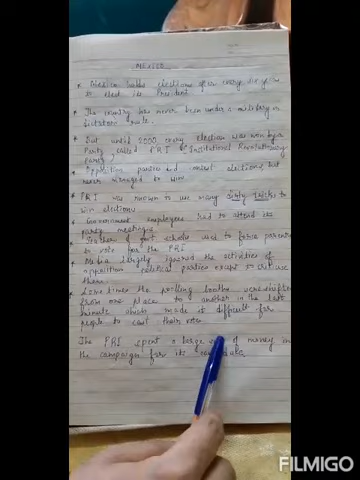 MEXICO
* elections after every six years
to elect its President
* The country has never been under a military or
dictator's rule.
* But until 2000 every election was won by a
Party called PRI (Institutional Revolutionary
Party)
* Opposition parties did contest elections but
never managed to win
* PRI was known to use many dirty tricks to
win elections
* Government employees had to attend its
party meetings
* Teacher of govt schools used to force parents
to vote for the PRI
* Media largely ignored the activities of
opposition political parties except to criticize
them
* Sometimes the polling booths were shifted
from one place to another in the last
minute which made it difficult for
people to cast their votes
The PRI spent a large sum of money in
the campaign for its
FILMIGO